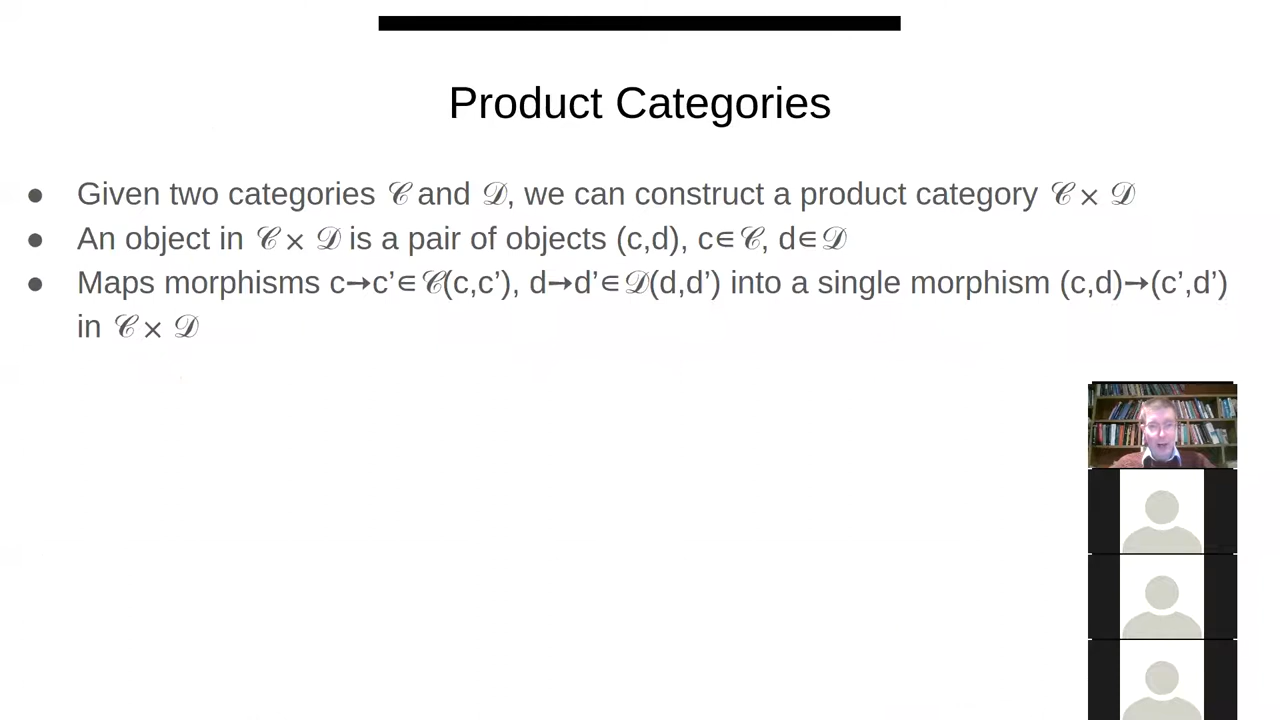 Product Categories
● Given two categories 𝒞 and 𝒟, we can construct a product category 𝒞 × 𝒟
● An object in 𝒞 × 𝒟 is a pair of objects (c,d), c∈𝒞, d∈𝒟
● Maps morphisms c→c’∈𝒞(c,c’), d→d’∈𝒟(d,d’) into a single morphism (c,d)→(c’,d’)
in 𝒞 × 𝒟